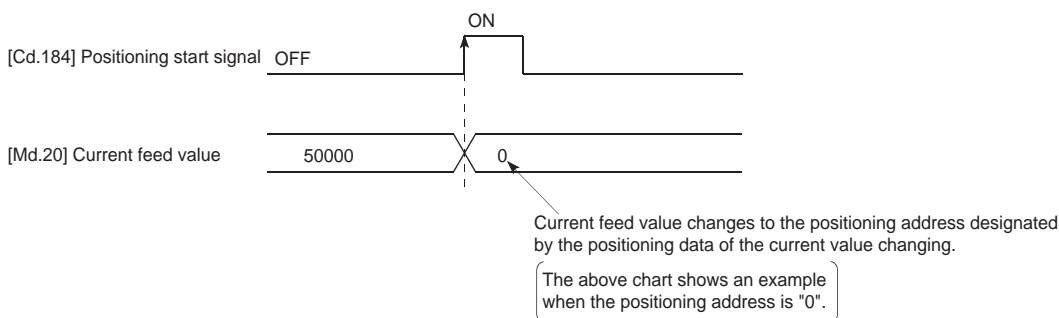 ON
[Cd.184] Positioning start signal OFF
[Md.20] Current feed value 50000 0
Current feed value changes to the positioning address designated
by the positioning data of the current value changing.
The above chart shows an example
when the positioning address is "0".